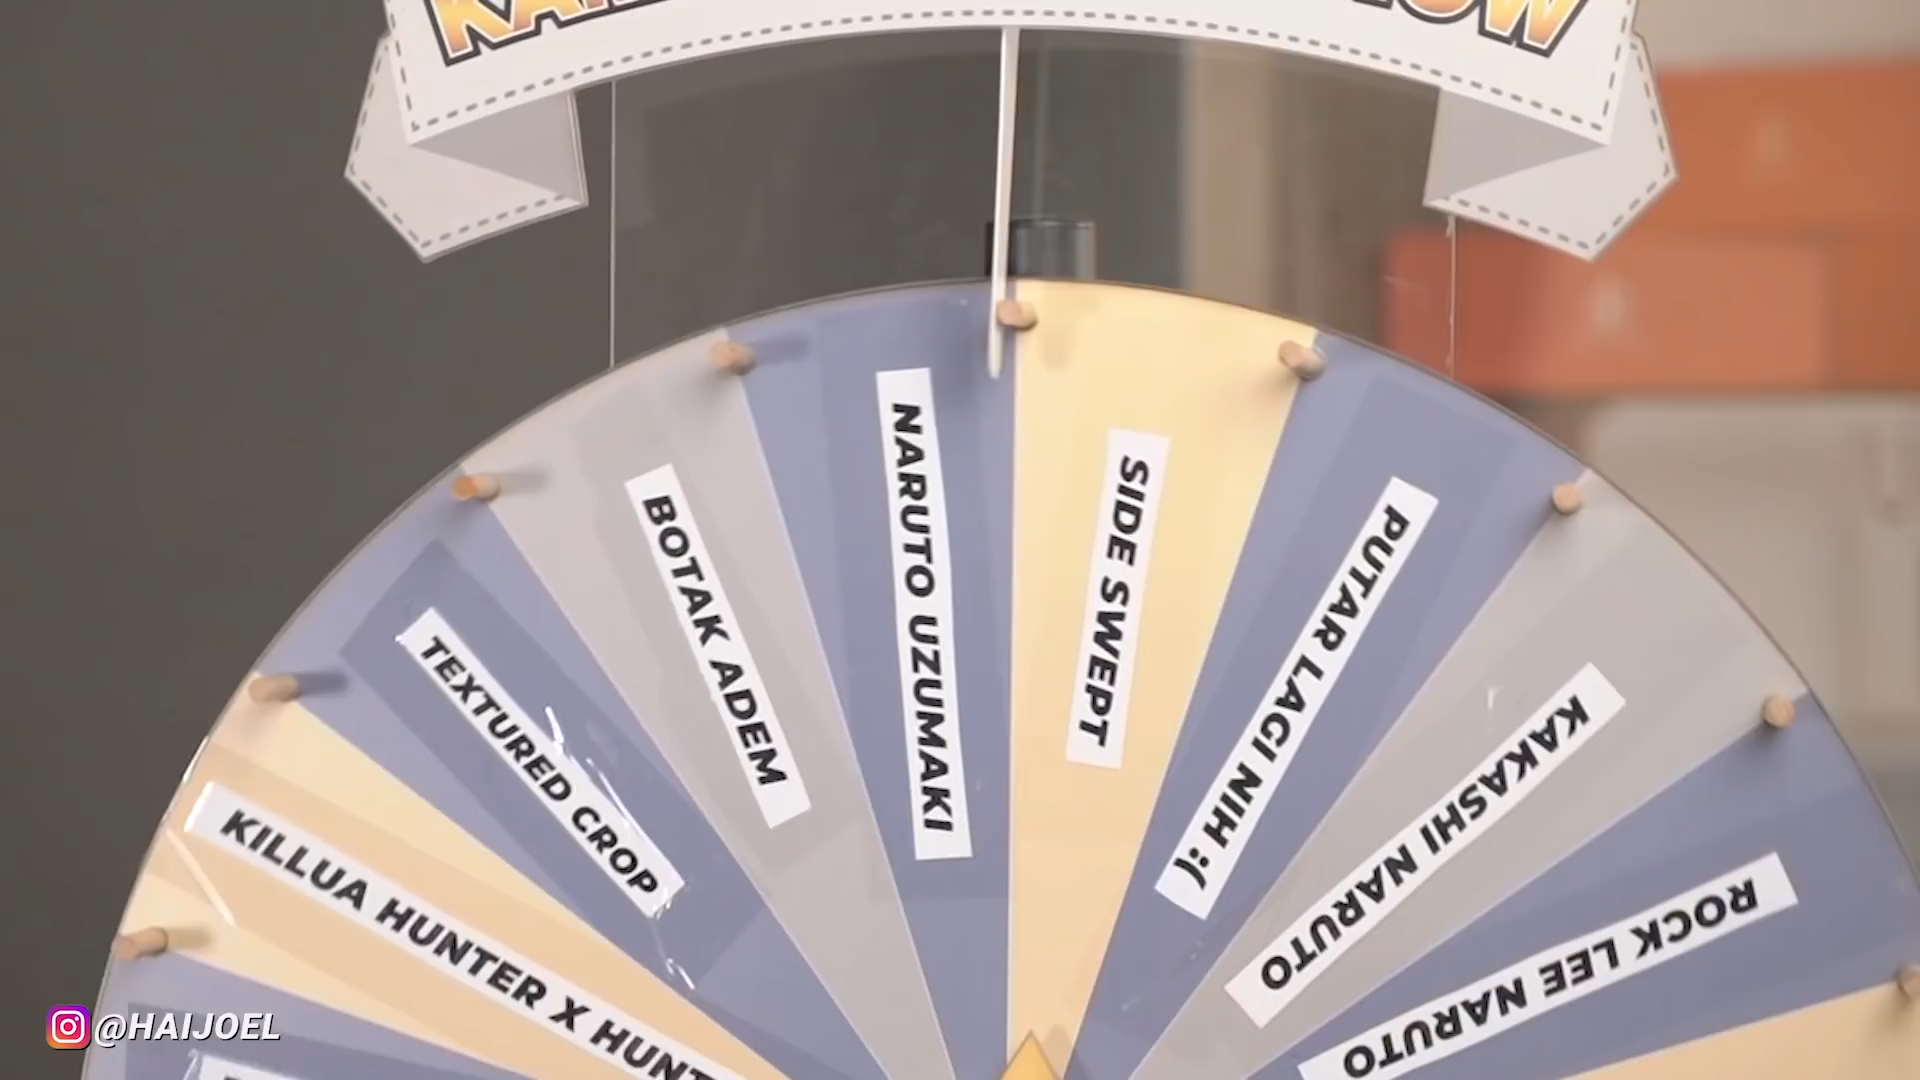 KILLUA HUNTER X HUNT
TEXTURED CROP
BOTAK ADEM
NARUTO UZUMAKI
SIDE SWEPT
PUTAR LAGI NIH :(
KAKASHI NARUTO
ROCK LEE NARUTO
@HAIJOEL